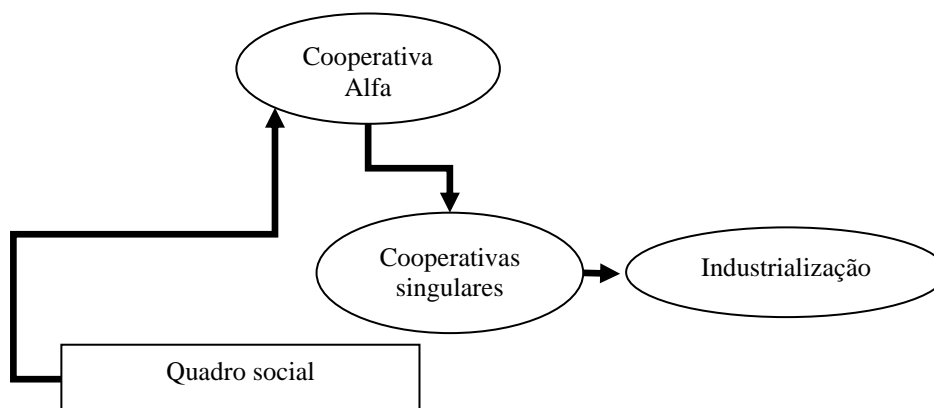 Cooperativa
Alfa
Cooperativas
singulares
Industrialização
Quadro social